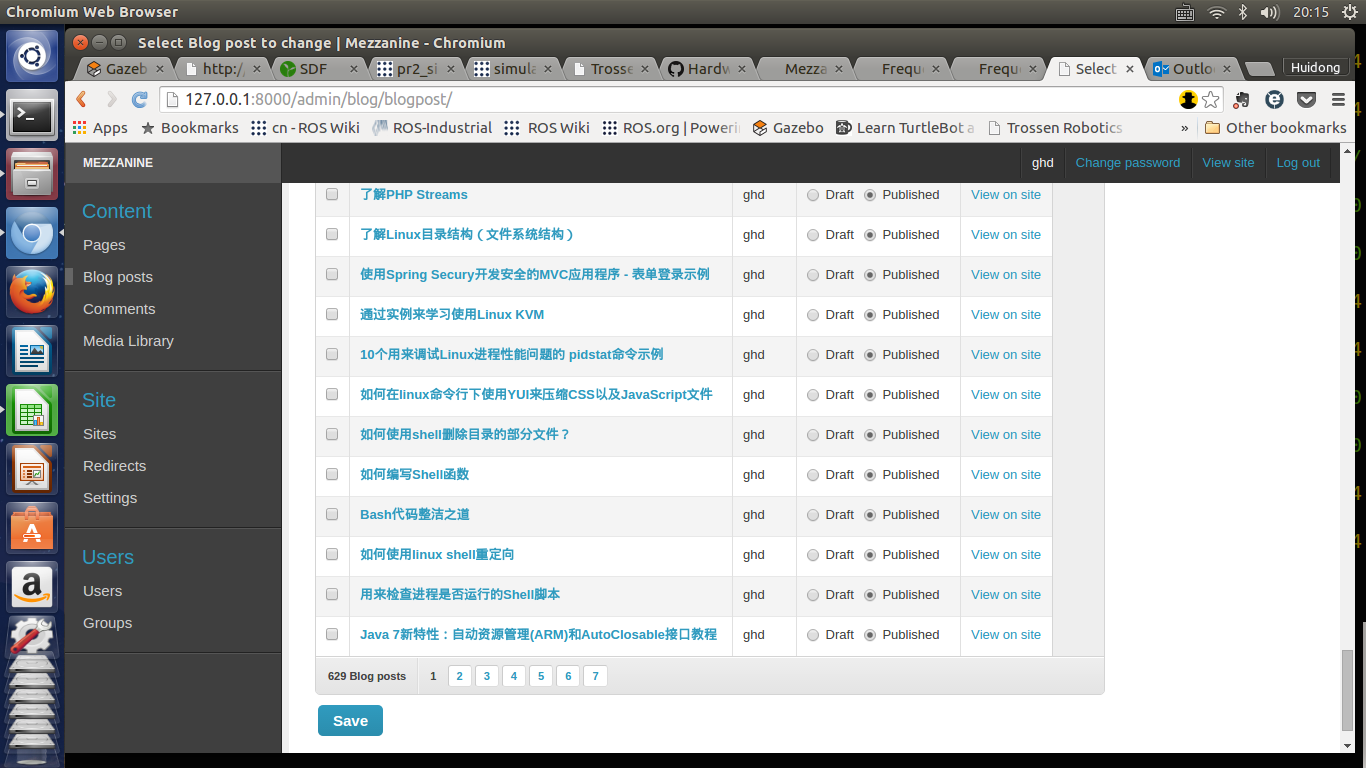 Chromium Web Browser
20:15
Select Blog post to change | Mezzanine - Chromium
Gazeb
http:/
SDF
pr2_si
simula
Trosse
Hardw
Mezza
Frequ
Frequ
Select
Outloo
Huidong
127.0.0.1:8000/admin/blog/blogpost/
Apps
Bookmarks
cn - ROS Wiki
ROS-Industrial
ROS Wiki
ROS.org | Powerin
Gazebo
Learn TurtleBot a
Trossen Robotics
»
Other bookmarks
MEZZANINE
ghd
Change password
View site
Log out
Content
Pages
Blog posts
Comments
Media Library
Site
Sites
Redirects
Settings
Users
Users
Groups
了解PHP Streams ghd Draft Published View on site
了解Linux目录结构（文件系统结构） ghd Draft Published View on site
使用Spring Secury开发安全的MVC应用程序 - 表单登录示例 ghd Draft Published View on site
通过实例来学习使用Linux KVM ghd Draft Published View on site
10个用来调试Linux进程性能问题的 pidstat命令示例 ghd Draft Published View on site
如何在linux命令行下使用YUI来压缩CSS以及JavaScript文件 ghd Draft Published View on site
如何使用shell删除目录的部分文件？ ghd Draft Published View on site
如何编写Shell函数 ghd Draft Published View on site
Bash代码整洁之道 ghd Draft Published View on site
如何使用linux shell重定向 ghd Draft Published View on site
用来检查进程是否运行的Shell脚本 ghd Draft Published View on site
Java 7新特性：自动资源管理(ARM)和AutoClosable接口教程 ghd Draft Published View on site
629 Blog posts 1 2 3 4 5 6 7
Save